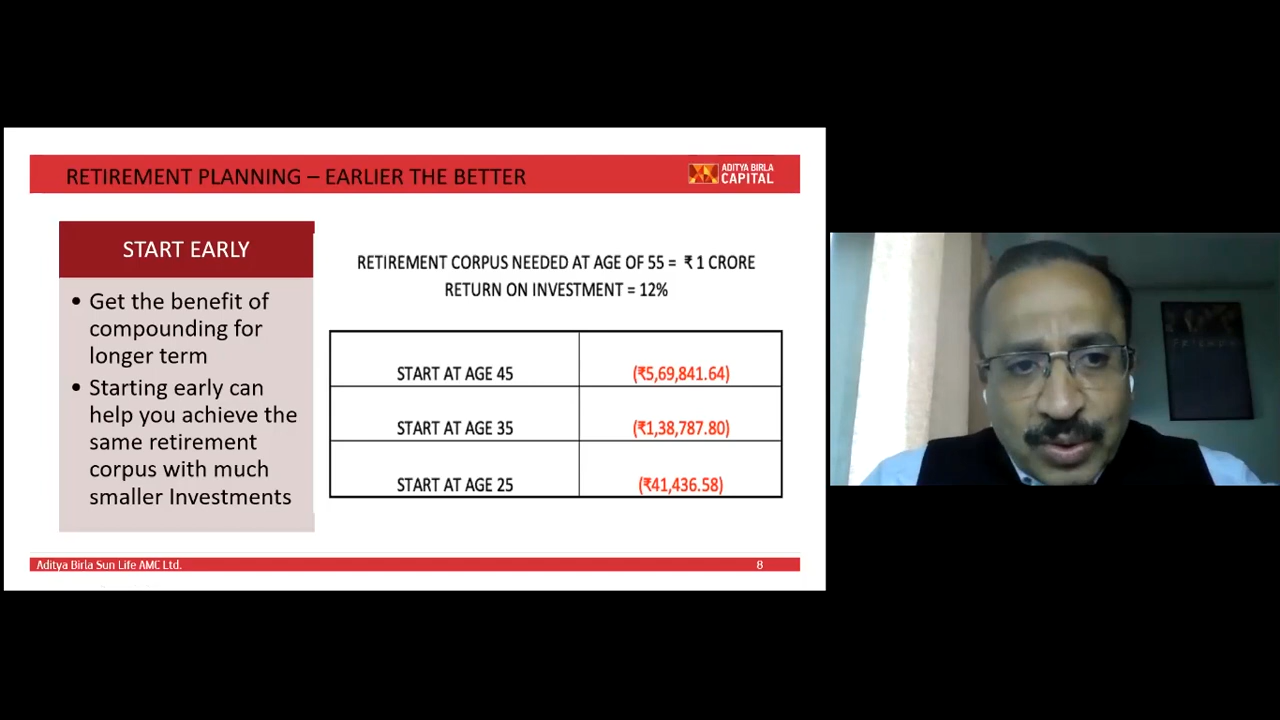 RETIREMENT PLANNING – EARLIER THE BETTER
ADITYA BIRLA
CAPITAL
START EARLY
• Get the benefit of
compounding for
longer term
• Starting early can
help you achieve the
same retirement
corpus with much
smaller Investments
RETIREMENT CORPUS NEEDED AT AGE OF 55 = ₹ 1 CRORE
RETURN ON INVESTMENT = 12%
START AT AGE 45 (₹5,69,841.64)
START AT AGE 35 (₹1,38,787.80)
START AT AGE 25 (₹41,436.58)
Aditya Birla Sun Life AMC Ltd. 8
FRIENDS